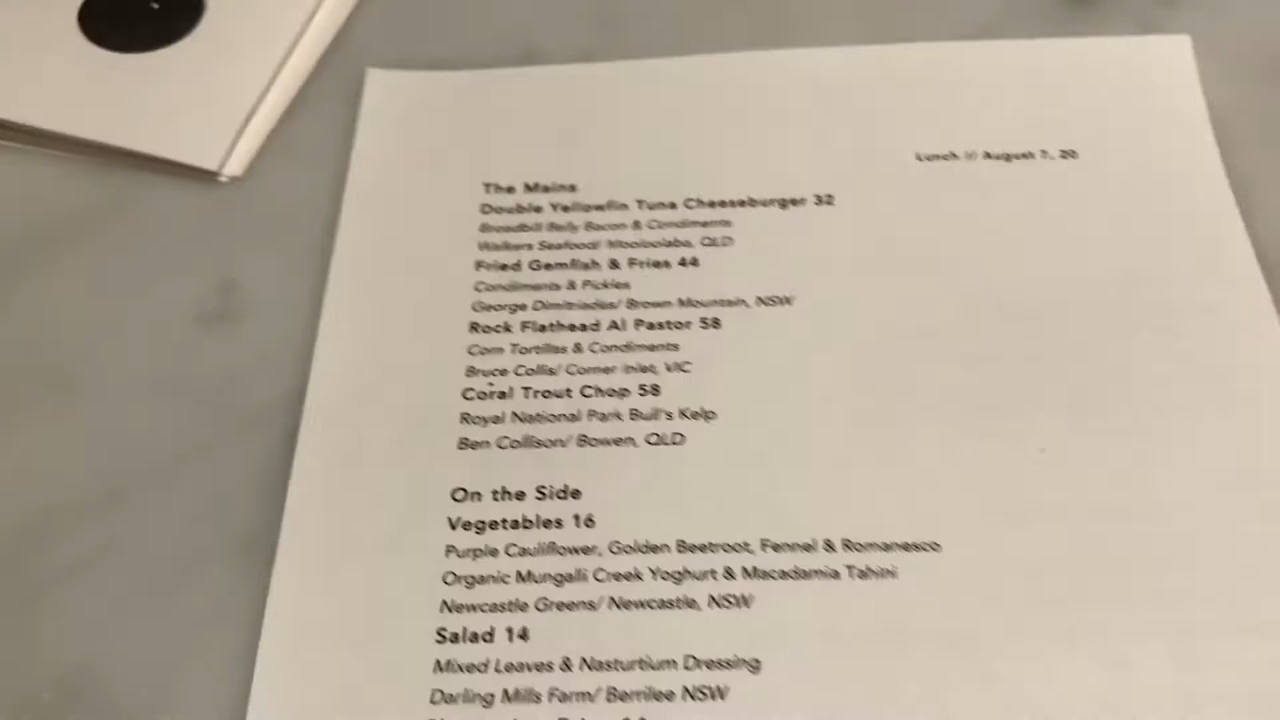 Lunch /// August 7, 20
The Mains
Double Yellowfin Tuna Cheeseburger 32
Broadbill Belly Bacon & Condiments
Walkers Seafood/ Mooloolaba, QLD
Fried Gemfish & Fries 44
Condiments & Pickles
George Dimitriades/ Brown Mountain, NSW
Rock Flathead Al Pastor 58
Corn Tortillas & Condiments
Bruce Collis/ Corner Inlet, VIC
Coral Trout Chop 58
Royal National Park Bull's Kelp
Ben Collison/ Bowen, QLD
On the Side
Vegetables 16
Purple Cauliflower, Golden Beetroot, Fennel & Romanesco
Organic Mungalli Creek Yoghurt & Macadamia Tahini
Newcastle Greens/ Newcastle, NSW
Salad 14
Mixed Leaves & Nasturtium Dressing
Darling Mills Farm/ Berrilee NSW